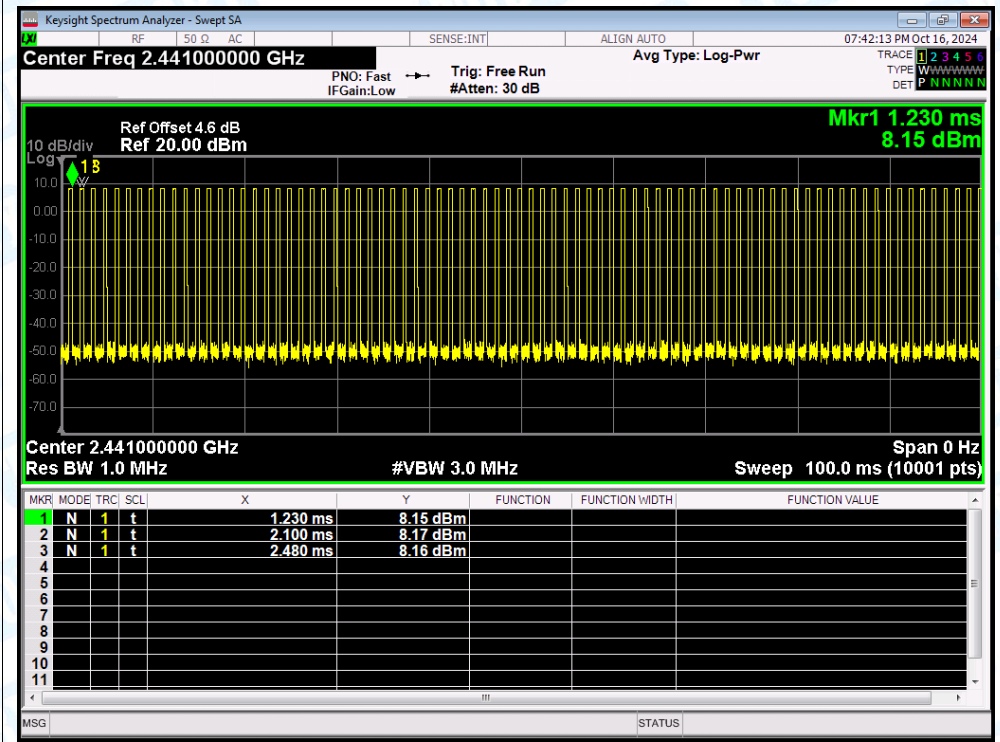 Keysight Spectrum Analyzer - Swept SA
LXI RF 50 Ω AC SENSE:INT ALIGN AUTO 07:42:13 PM Oct 16, 2024
Center Freq 2.441000000 GHz
PNO: Fast
IFGain:Low
Trig: Free Run
#Atten: 30 dB
Avg Type: Log-Pwr
TRACE 1 2 3 4 5 6
TYPE WWWWWWW
DET P N N N N N
Ref Offset 4.6 dB
10 dB/div Ref 20.00 dBm
Log
Mkr1 1.230 ms
8.15 dBm
10.0
0.00
-10.0
-20.0
-30.0
-40.0
-50.0
-60.0
-70.0
Center 2.441000000 GHz Span 0 Hz
Res BW 1.0 MHz #VBW 3.0 MHz Sweep 100.0 ms (10001 pts)
MKR MODE TRC SCL X Y FUNCTION FUNCTION WIDTH FUNCTION VALUE
1 N 1 t 1.230 ms 8.15 dBm
2 N 1 t 2.100 ms 8.17 dBm
3 N 1 t 2.480 ms 8.16 dBm
4
5
6
7
8
9
10
11
MSG STATUS